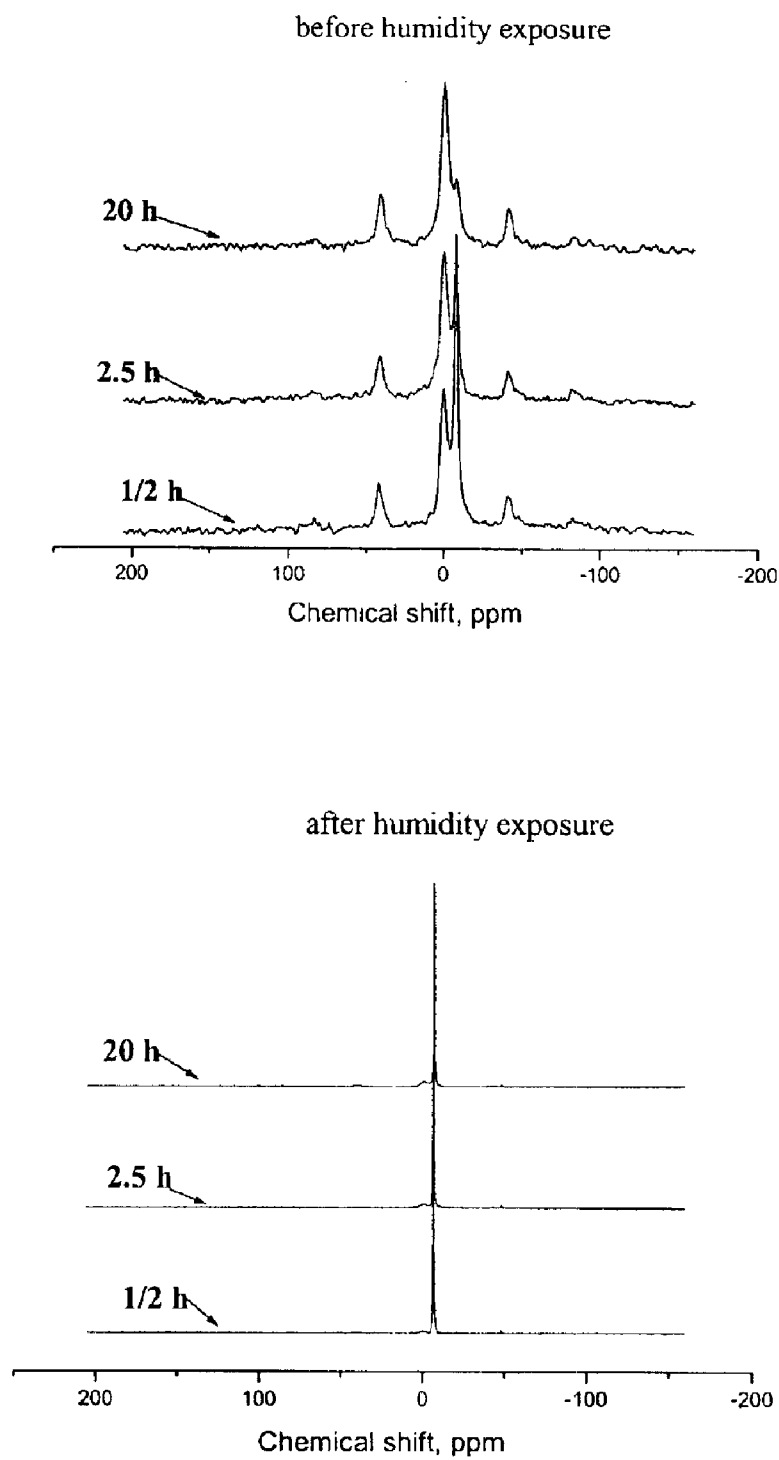 before humidity exposure
20 h
2.5 h
1/2 h
200 100 0 -100 -200
Chemical shift, ppm
after humidity exposure
20 h
2.5 h
1/2 h
200 100 0 -100 -200
Chemical shift, ppm